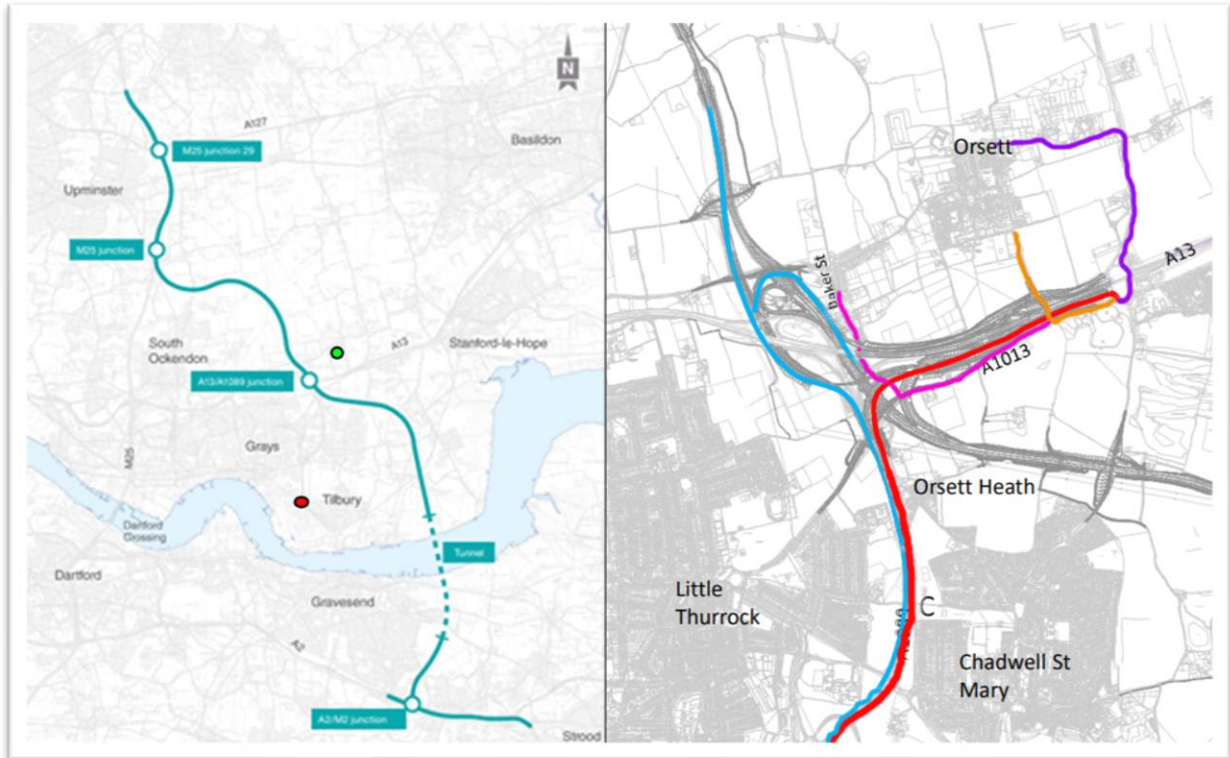 N
A127
M25 junction 29
Basildon
Upminster
M25 junction
South
Ockendon
A13
Stanford-le-Hope
A13/A1089 junction
Grays
M25
Tilbury
Dartford
Crossing
Tunnel
Dartford
Gravesend
A2
A2/M2 junction
Strood
Orsett
A13
Baker St
A1013
Orsett Heath
Little
Thurrock
C
Chadwell St
Mary